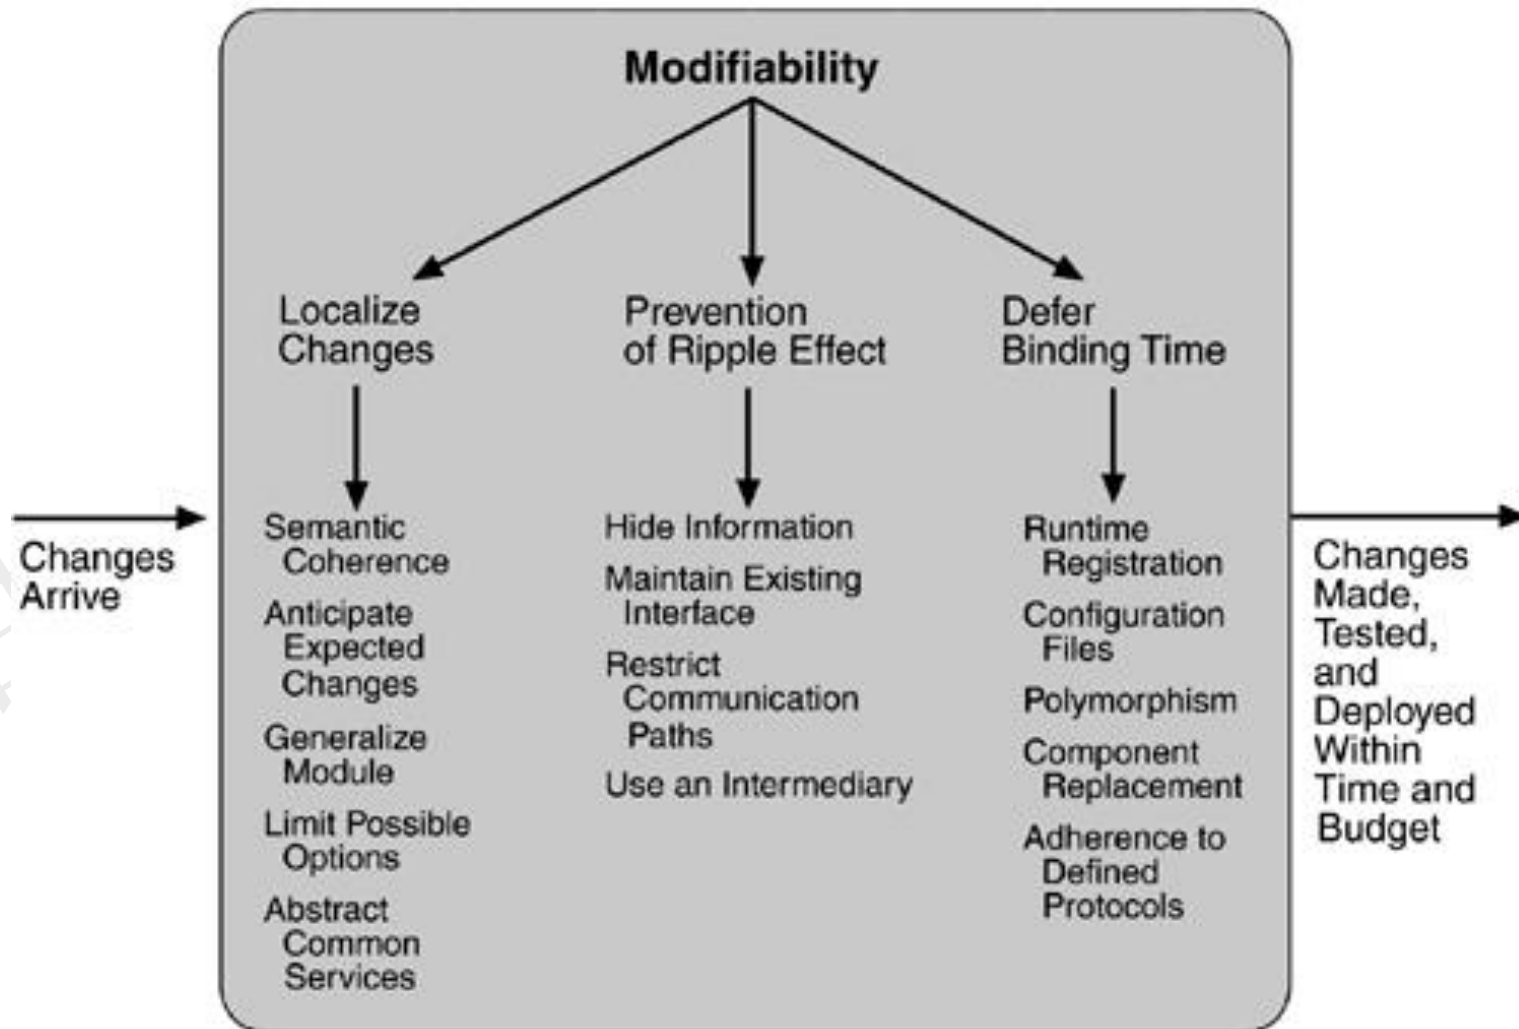 Modifiability
Localize
Changes
Prevention
of Ripple Effect
Defer
Binding Time
Changes
Arrive
Semantic
Coherence
Anticipate
Expected
Changes
Generalize
Module
Limit Possible
Options
Abstract
Common
Services
Hide Information
Maintain Existing
Interface
Restrict
Communication
Paths
Use an Intermediary
Runtime
Registration
Configuration
Files
Polymorphism
Component
Replacement
Adherence to
Defined
Protocols
Changes
Made,
Tested,
and
Deployed
Within
Time and
Budget